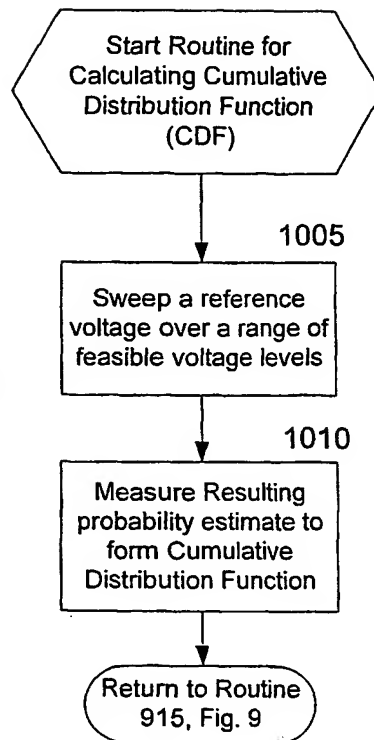 Start Routine for
Calculating Cumulative
Distribution Function
(CDF)
1005
Sweep a reference
voltage over a range of
feasible voltage levels
1010
Measure Resulting
probability estimate to
form Cumulative
Distribution Function
Return to Routine
915, Fig. 9